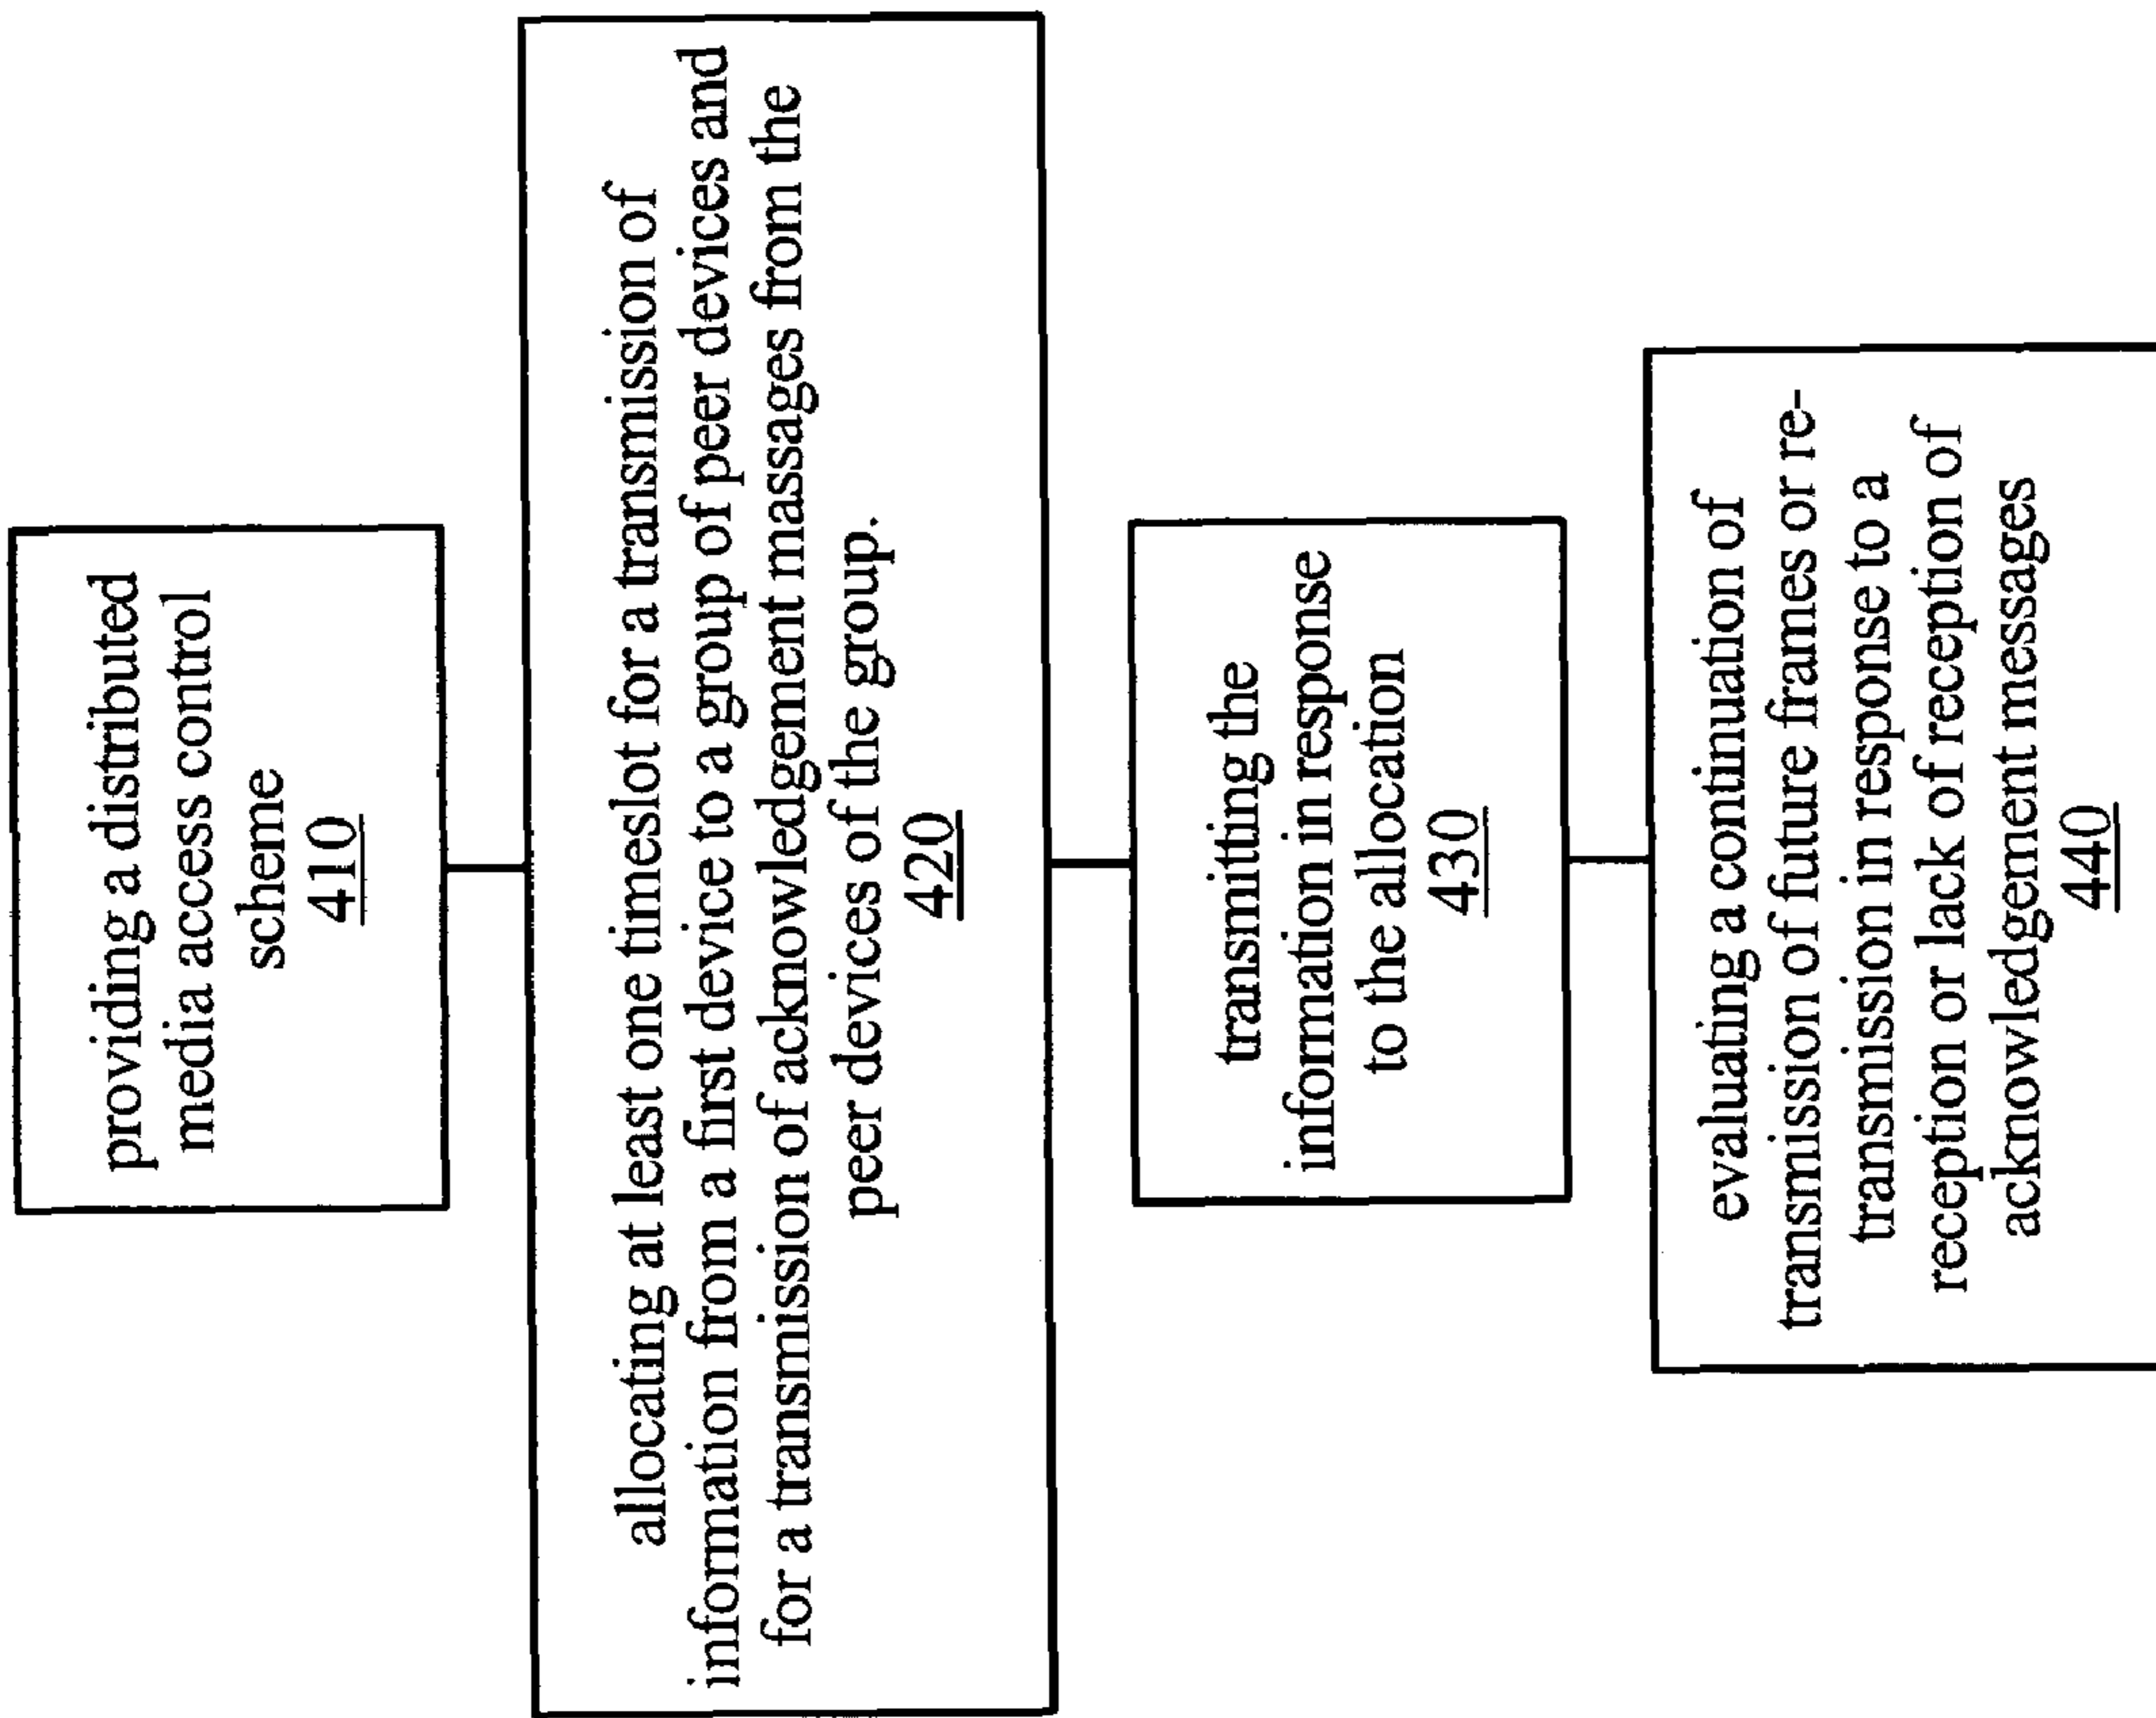 providing a distributed
media access control
scheme
410
allocating at least one timeslot for a transmission of
information from a first device to a group of peer devices and
for a transmission of acknowledgement massages from the
peer devices of the group.
420
transmitting the
information in response
to the allocation
430
evaluating a continuation of
transmission of future frames or re-
transmission in response to a
reception or lack of reception of
acknowledgement messages
440